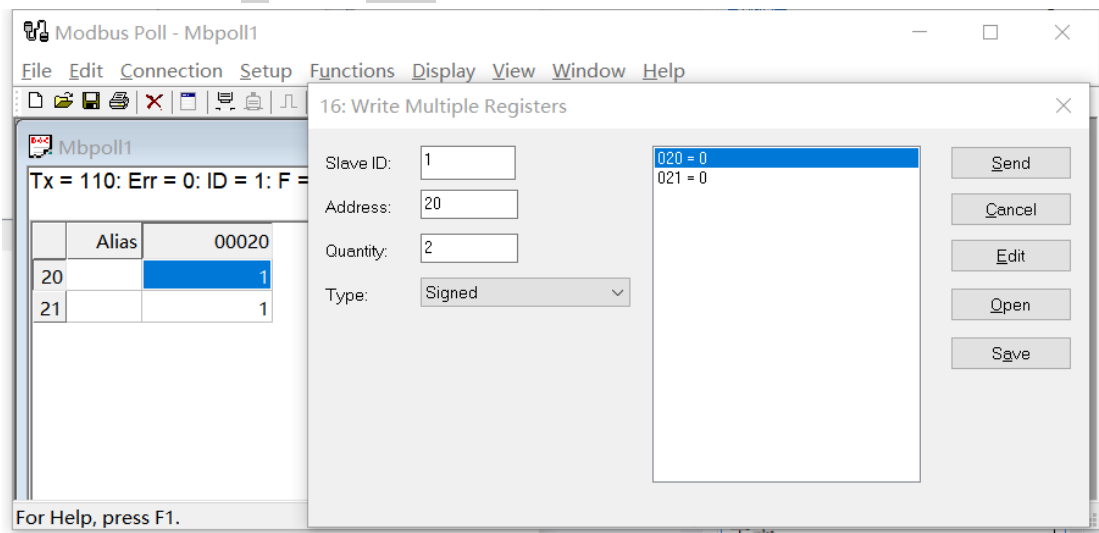 Modbus Poll - Mbpoll1
File Edit Connection Setup Functions Display View Window Help
16: Write Multiple Registers
Mbpoll1
Tx = 110: Err = 0: ID = 1: F =
Alias 00020
20 1
21 1
Slave ID: 1
Address: 20
Quantity: 2
Type: Signed
020 = 0
021 = 0
Send
Cancel
Edit
Open
Save
For Help, press F1.